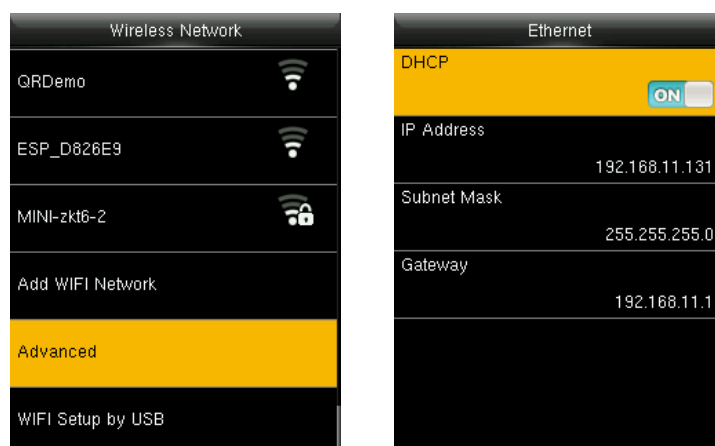 Wireless Network
QRDemo
ESP_D826E9
MINI-zkt6-2
Add WIFI Network
Advanced
WIFI Setup by USB
Ethernet
DHCP
ON
IP Address
192.168.11.131
Subnet Mask
255.255.255.0
Gateway
192.168.11.1